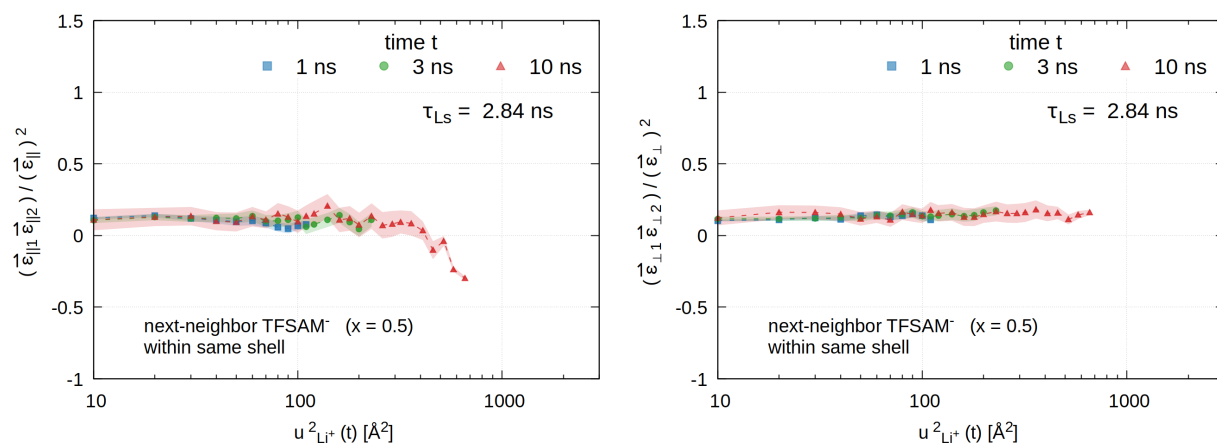 time t
1 ns 3 ns 10 ns
τLs = 2.84 ns
1.5
1
0.5
0
-0.5
-1
( ε⃗||1 ε⃗||2 ) / ( ε⃗|| ) ²
next-neighbor TFSAM⁻ (x = 0.5)
within same shell
10 100 1000
u ²Li⁺ (t) [Å²]
time t
1 ns 3 ns 10 ns
τLs = 2.84 ns
1.5
1
0.5
0
-0.5
-1
( ε⃗⊥1 ε⃗⊥2 ) / ( ε⃗⊥ ) ²
next-neighbor TFSAM⁻ (x = 0.5)
within same shell
10 100 1000
u ²Li⁺ (t) [Å²]